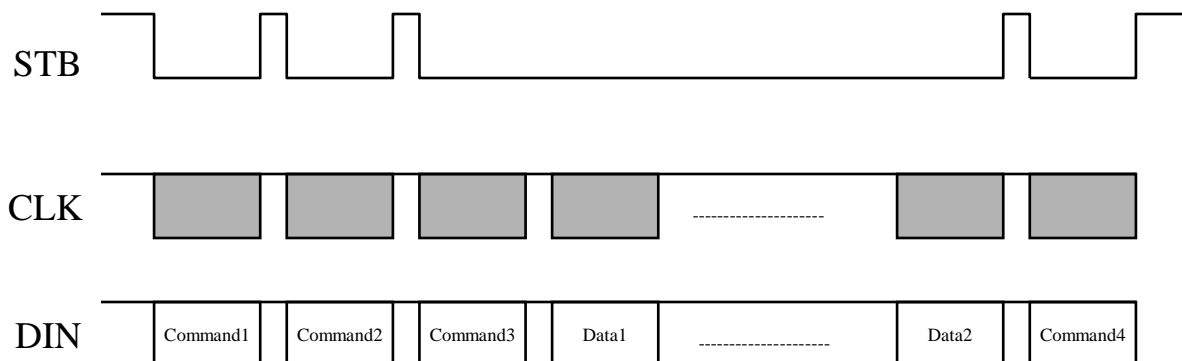 STB
CLK
---------------------
DIN Command1 Command2 Command3 Data1 --------------------- Data2 Command4